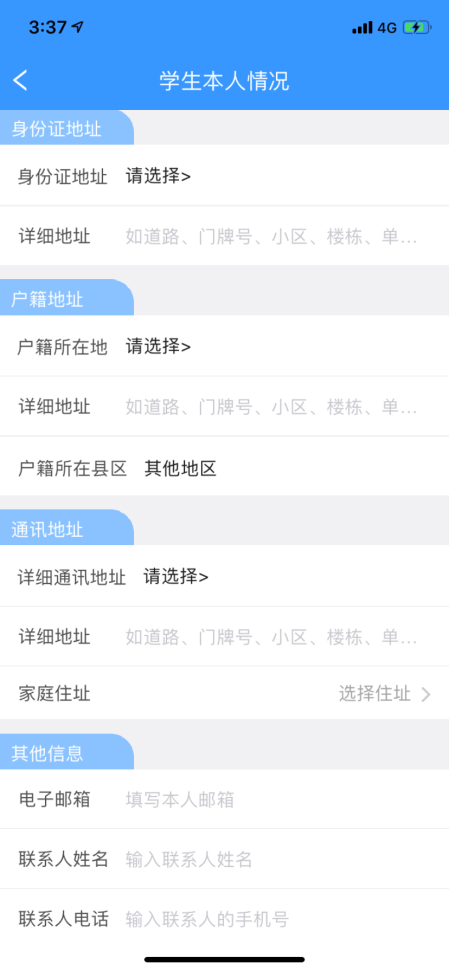 3:37
4G
学生本人情况
身份证地址
身份证地址 请选择>
详细地址 如道路、门牌号、小区、楼栋、单...
户籍地址
户籍所在地 请选择>
详细地址 如道路、门牌号、小区、楼栋、单...
户籍所在县区 其他地区
通讯地址
详细通讯地址 请选择>
详细地址 如道路、门牌号、小区、楼栋、单...
家庭住址 选择住址
其他信息
电子邮箱 填写本人邮箱
联系人姓名 输入联系人姓名
联系人电话 输入联系人的手机号